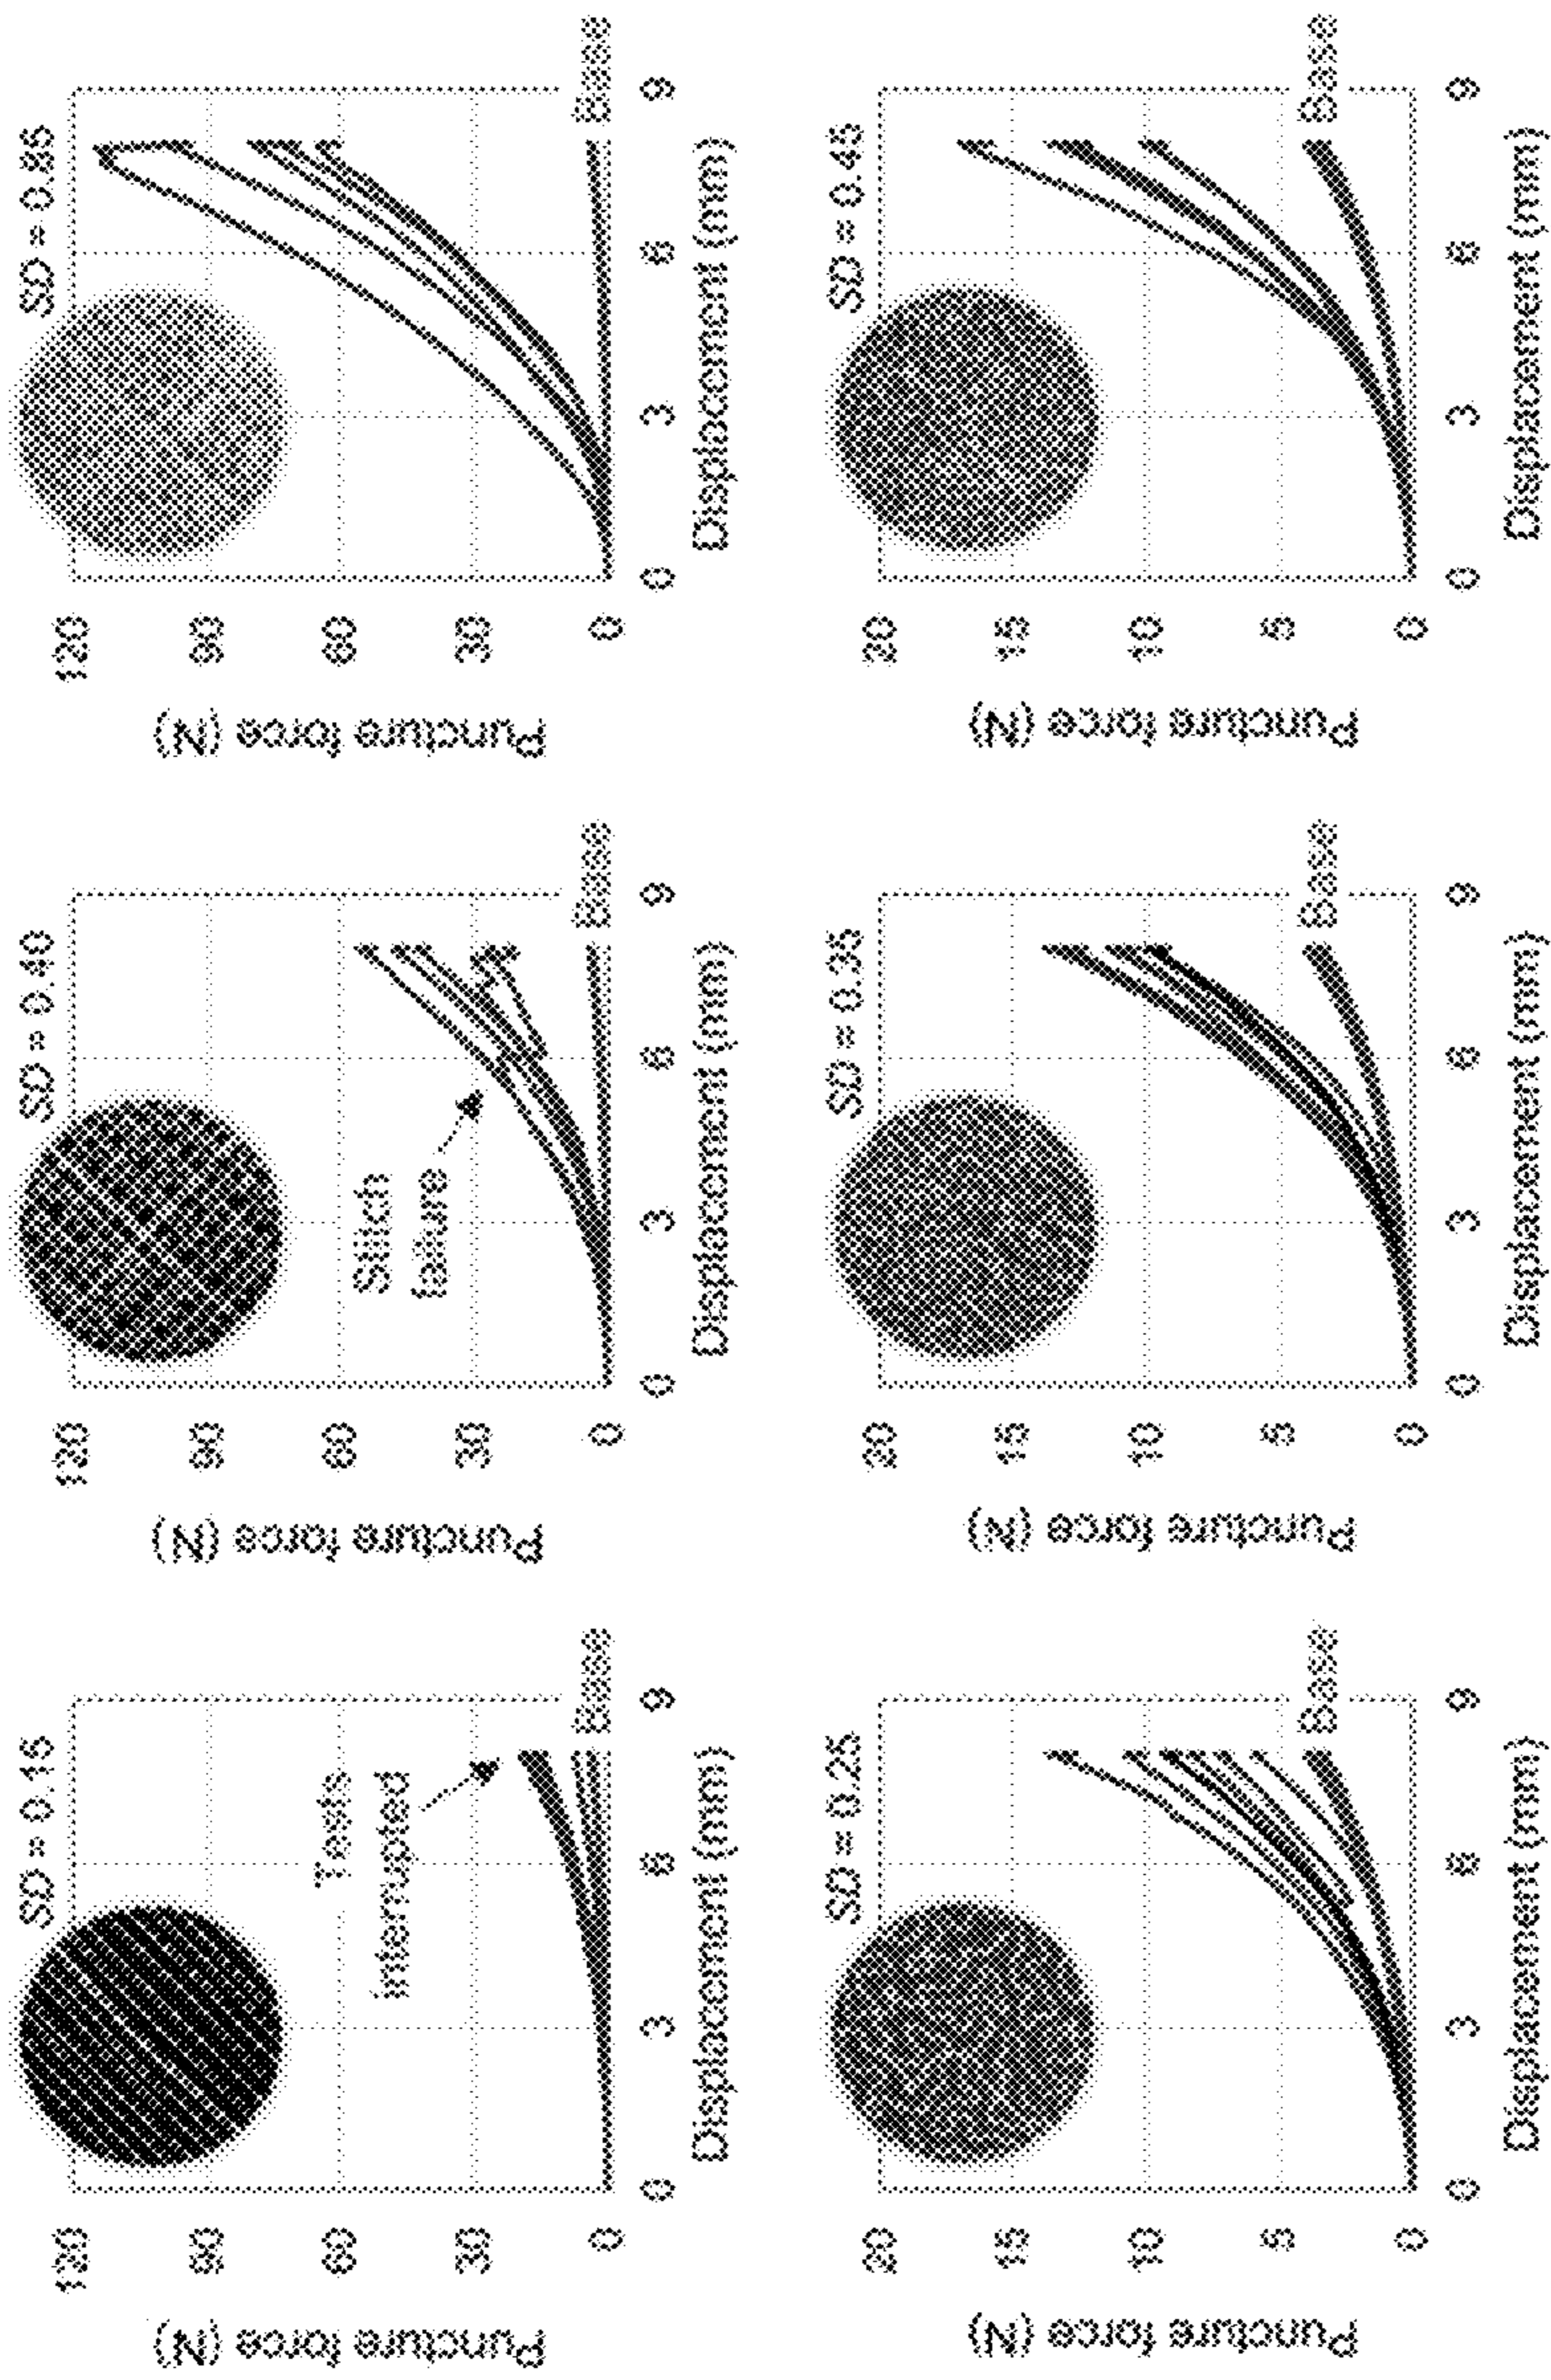 SD = 0.15
120
90
60
30
0
Puncture force (N)
Tests
interrupted
Base
0
3
6
9
Displacement (mm)
SD = 0.40
120
90
60
30
0
Puncture force (N)
Stitch
failure
Base
0
3
6
9
Displacement (mm)
SD = 0.85
120
90
60
30
0
Puncture force (N)
Base
0
3
6
9
Displacement (mm)
SD = 0.25
20
15
10
5
0
Puncture force (N)
Base
0
3
6
9
Displacement (mm)
SD = 0.35
20
15
10
5
0
Puncture force (N)
Base
0
3
6
9
Displacement (mm)
SD = 0.45
20
15
10
5
0
Puncture force (N)
Base
0
3
6
9
Displacement (mm)